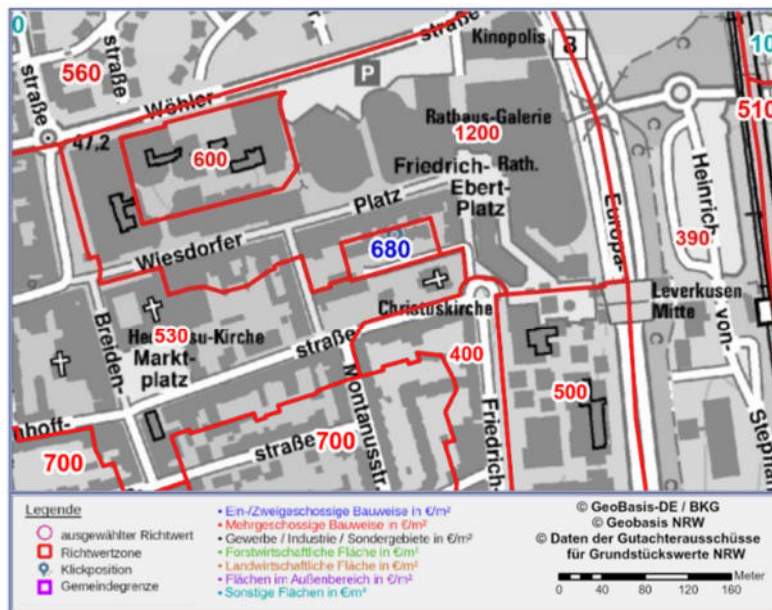 0
560
straße
straße
straße
Wöhler
47,2
P
Kinopolis
8
10
510
600
Rathaus-Galerie
1200
Friedrich-
Rath.
Ebert-
Platz
Platz
Wiesdorfer
680
Europa-
Heinrich-
390
von-
Stephan
Leverkusen
Mitte
Christuskirche
530
Markt-
platz
Breiden-
straße
400
Montanusstr.
Friedrich-
500
700
700
straße
nhoff-
Legende
ausgewählter Richtwert
Richtwertzone
Klickposition
Gemeindegrenze
• Ein-/Zweigeschossige Bauweise in €/m²
• Mehrgeschossige Bauweise in €/m²
• Gewerbe / Industrie / Sondergebiete in €/m²
• Forstwirtschaftliche Fläche in €/m²
• Landwirtschaftliche Fläche in €/m²
• Flächen im Außenbereich in €/m²
• Sonstige Flächen in €/m²
© GeoBasis-DE / BKG
© Geobasis NRW
© Daten der Gutachterausschüsse
für Grundstückswerte NRW
Meter
0 40 80 120 160